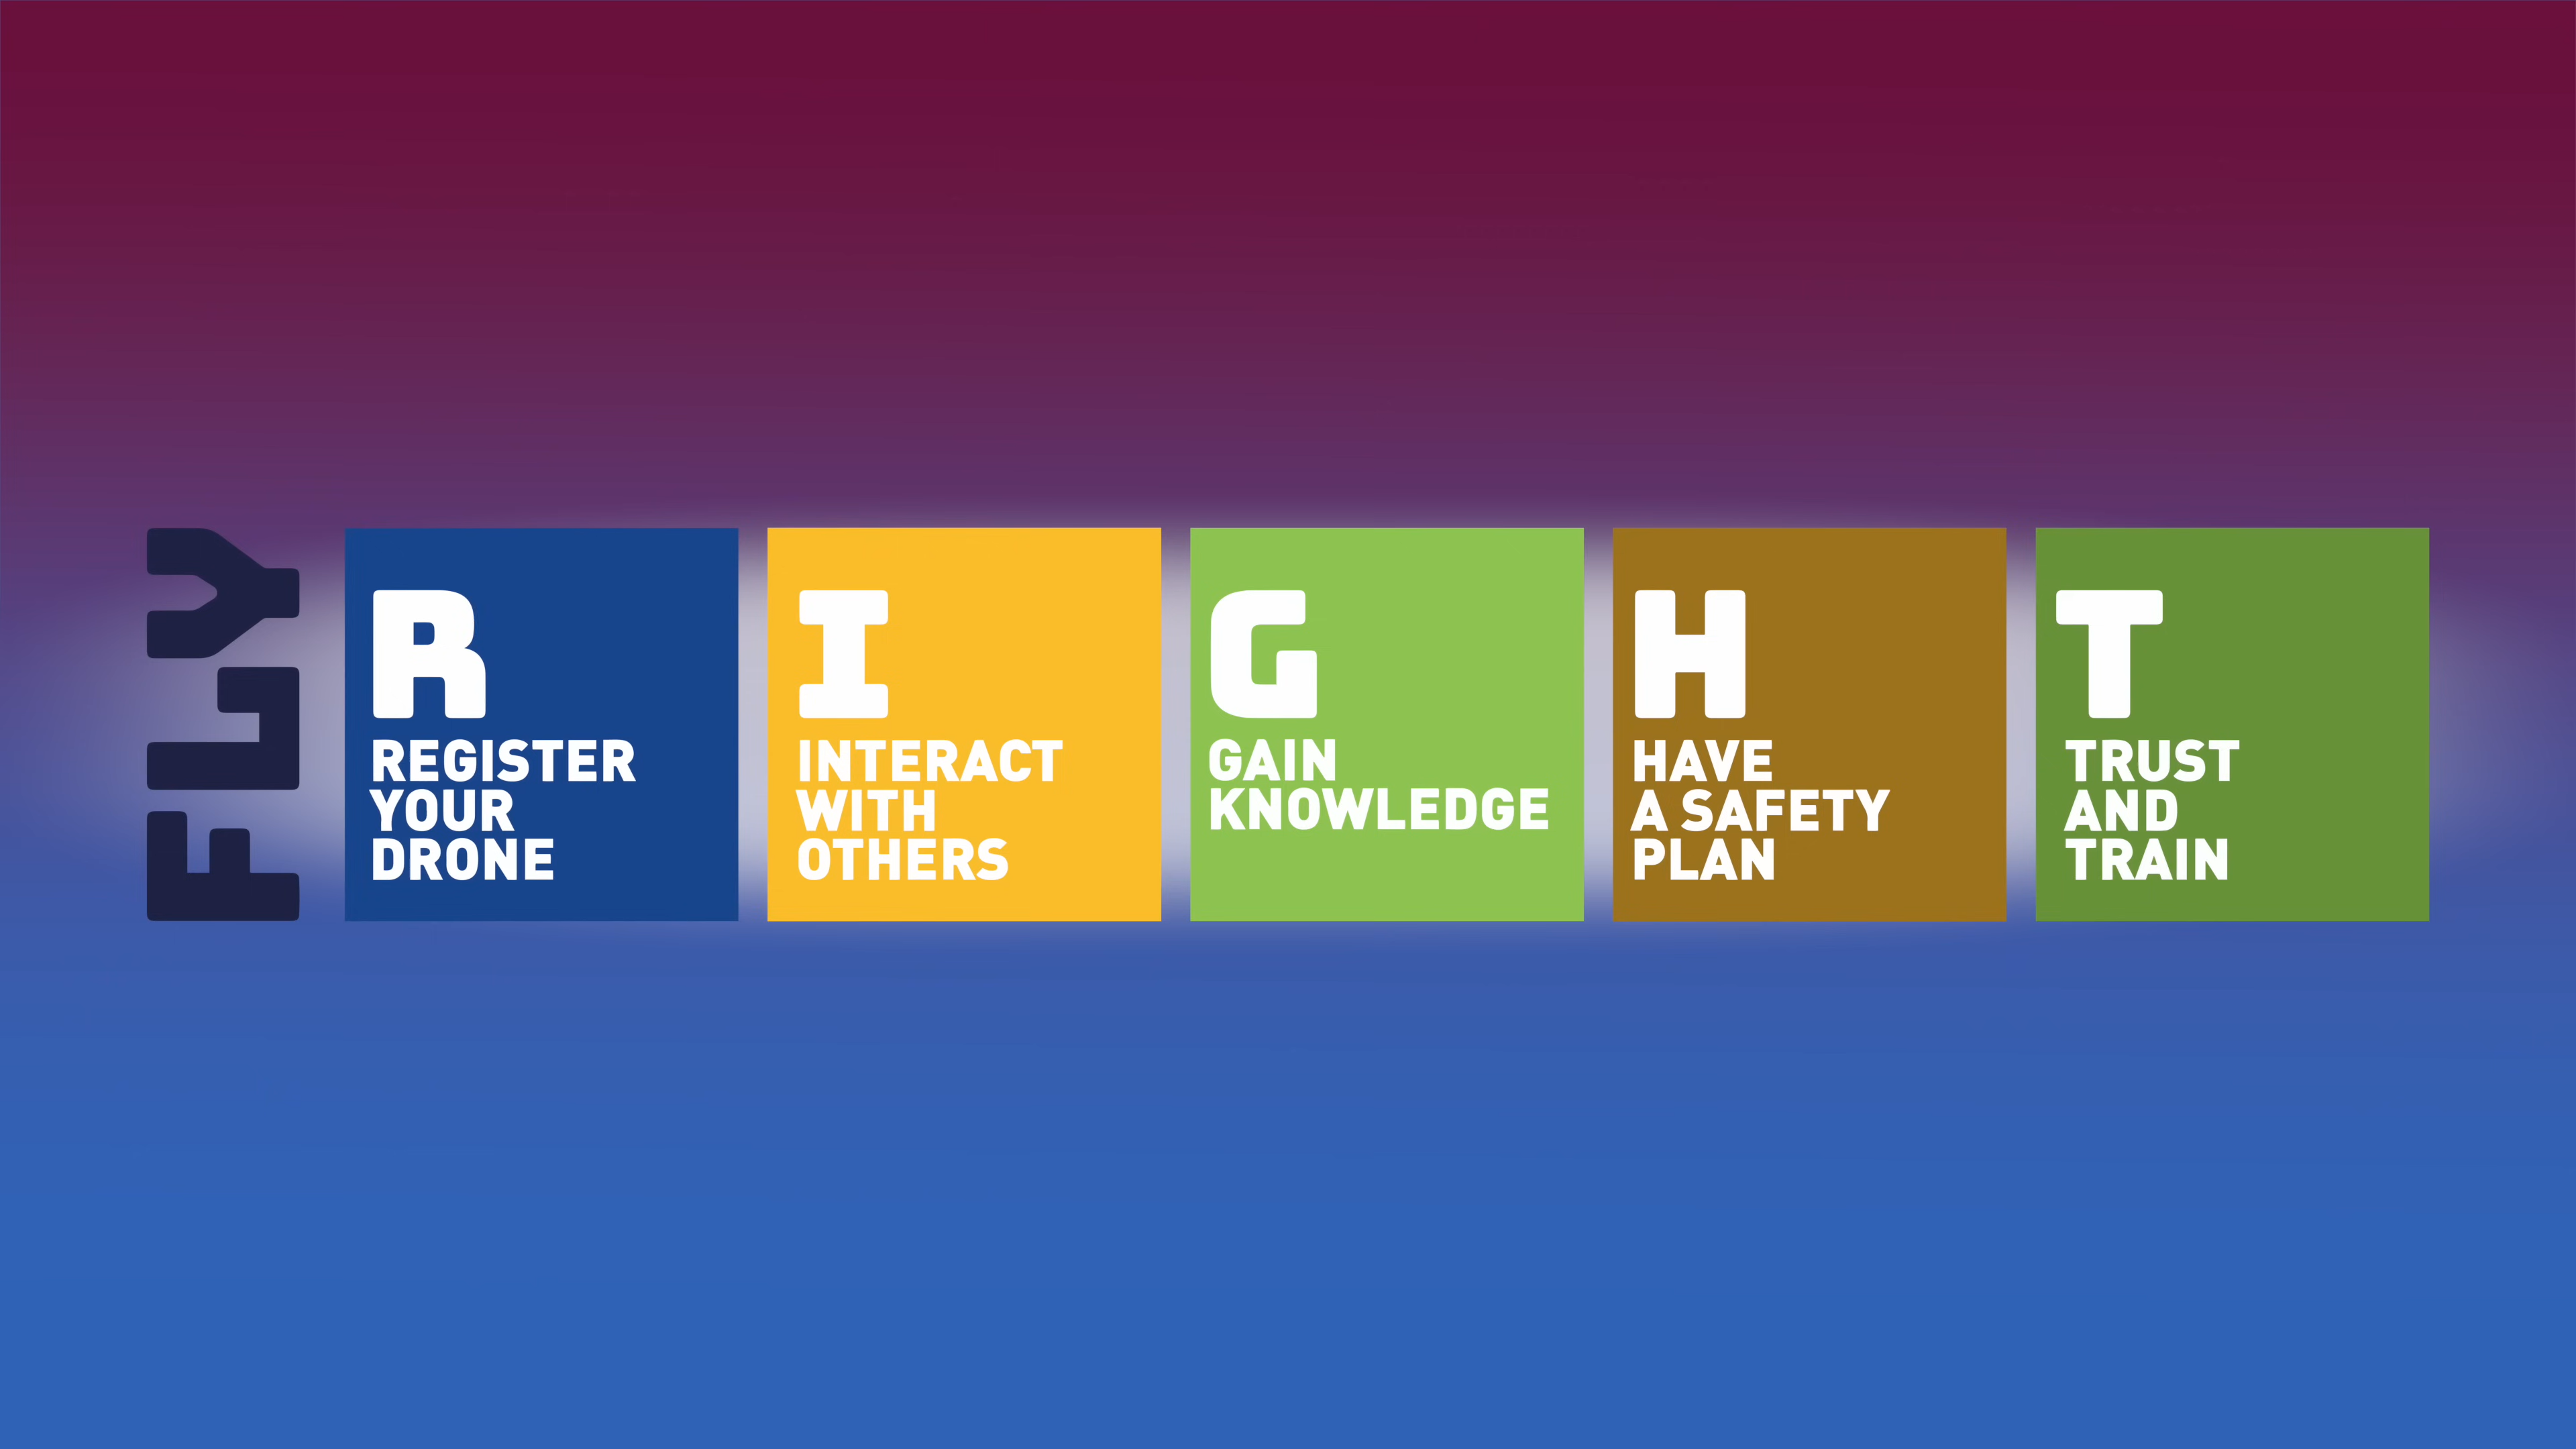 FLY
R
REGISTER
YOUR
DRONE
I
INTERACT
WITH
OTHERS
G
GAIN
KNOWLEDGE
H
HAVE
A SAFETY
PLAN
T
TRUST
AND
TRAIN